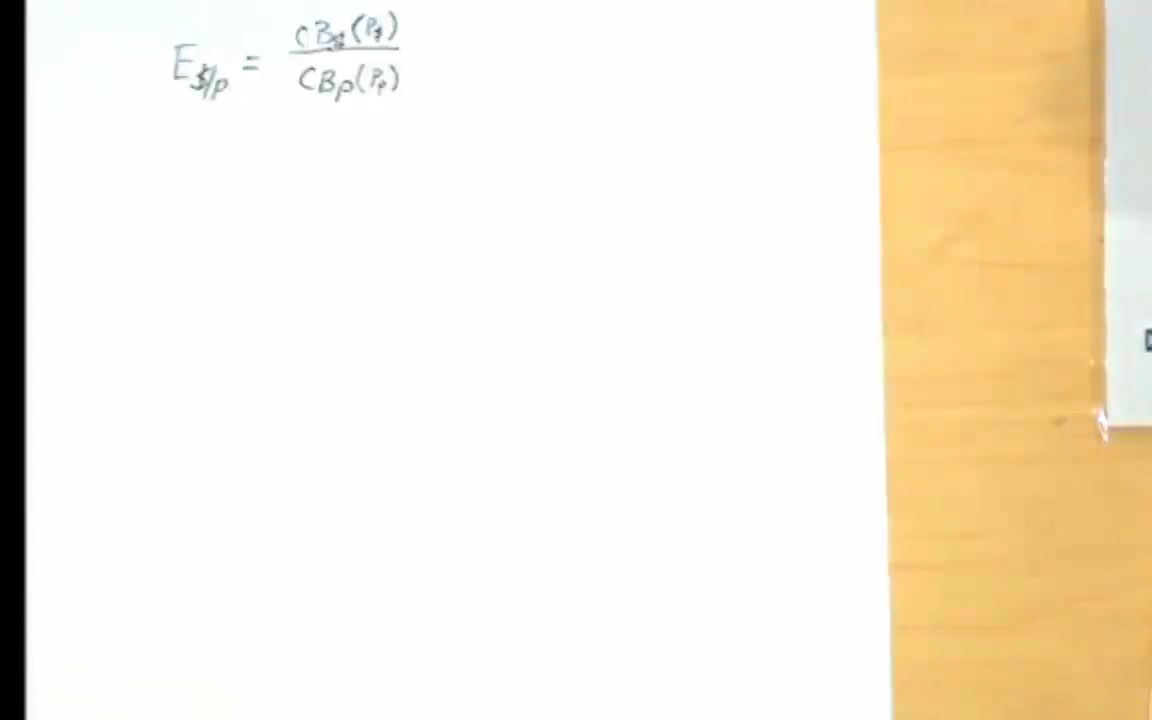 E$/P = CB$(P$) / CBP(PP)